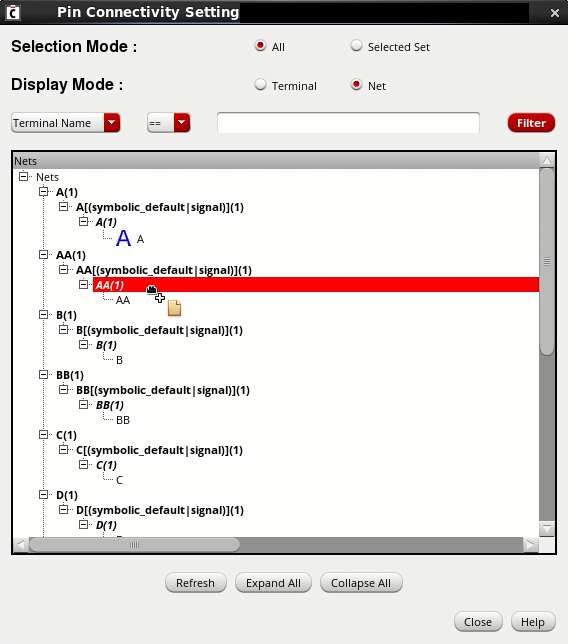 Pin Connectivity Setting
Selection Mode : All Selected Set
Display Mode : Terminal Net
Terminal Name == Filter
Nets
Nets
A(1)
A[(symbolic_default|signal)](1)
A(1)
A A
AA(1)
AA[(symbolic_default|signal)](1)
AA(1)
AA
B(1)
B[(symbolic_default|signal)](1)
B(1)
B
BB(1)
BB[(symbolic_default|signal)](1)
BB(1)
BB
C(1)
C[(symbolic_default|signal)](1)
C(1)
C
D(1)
D[(symbolic_default|signal)](1)
D(1)
Refresh Expand All Collapse All
Close Help